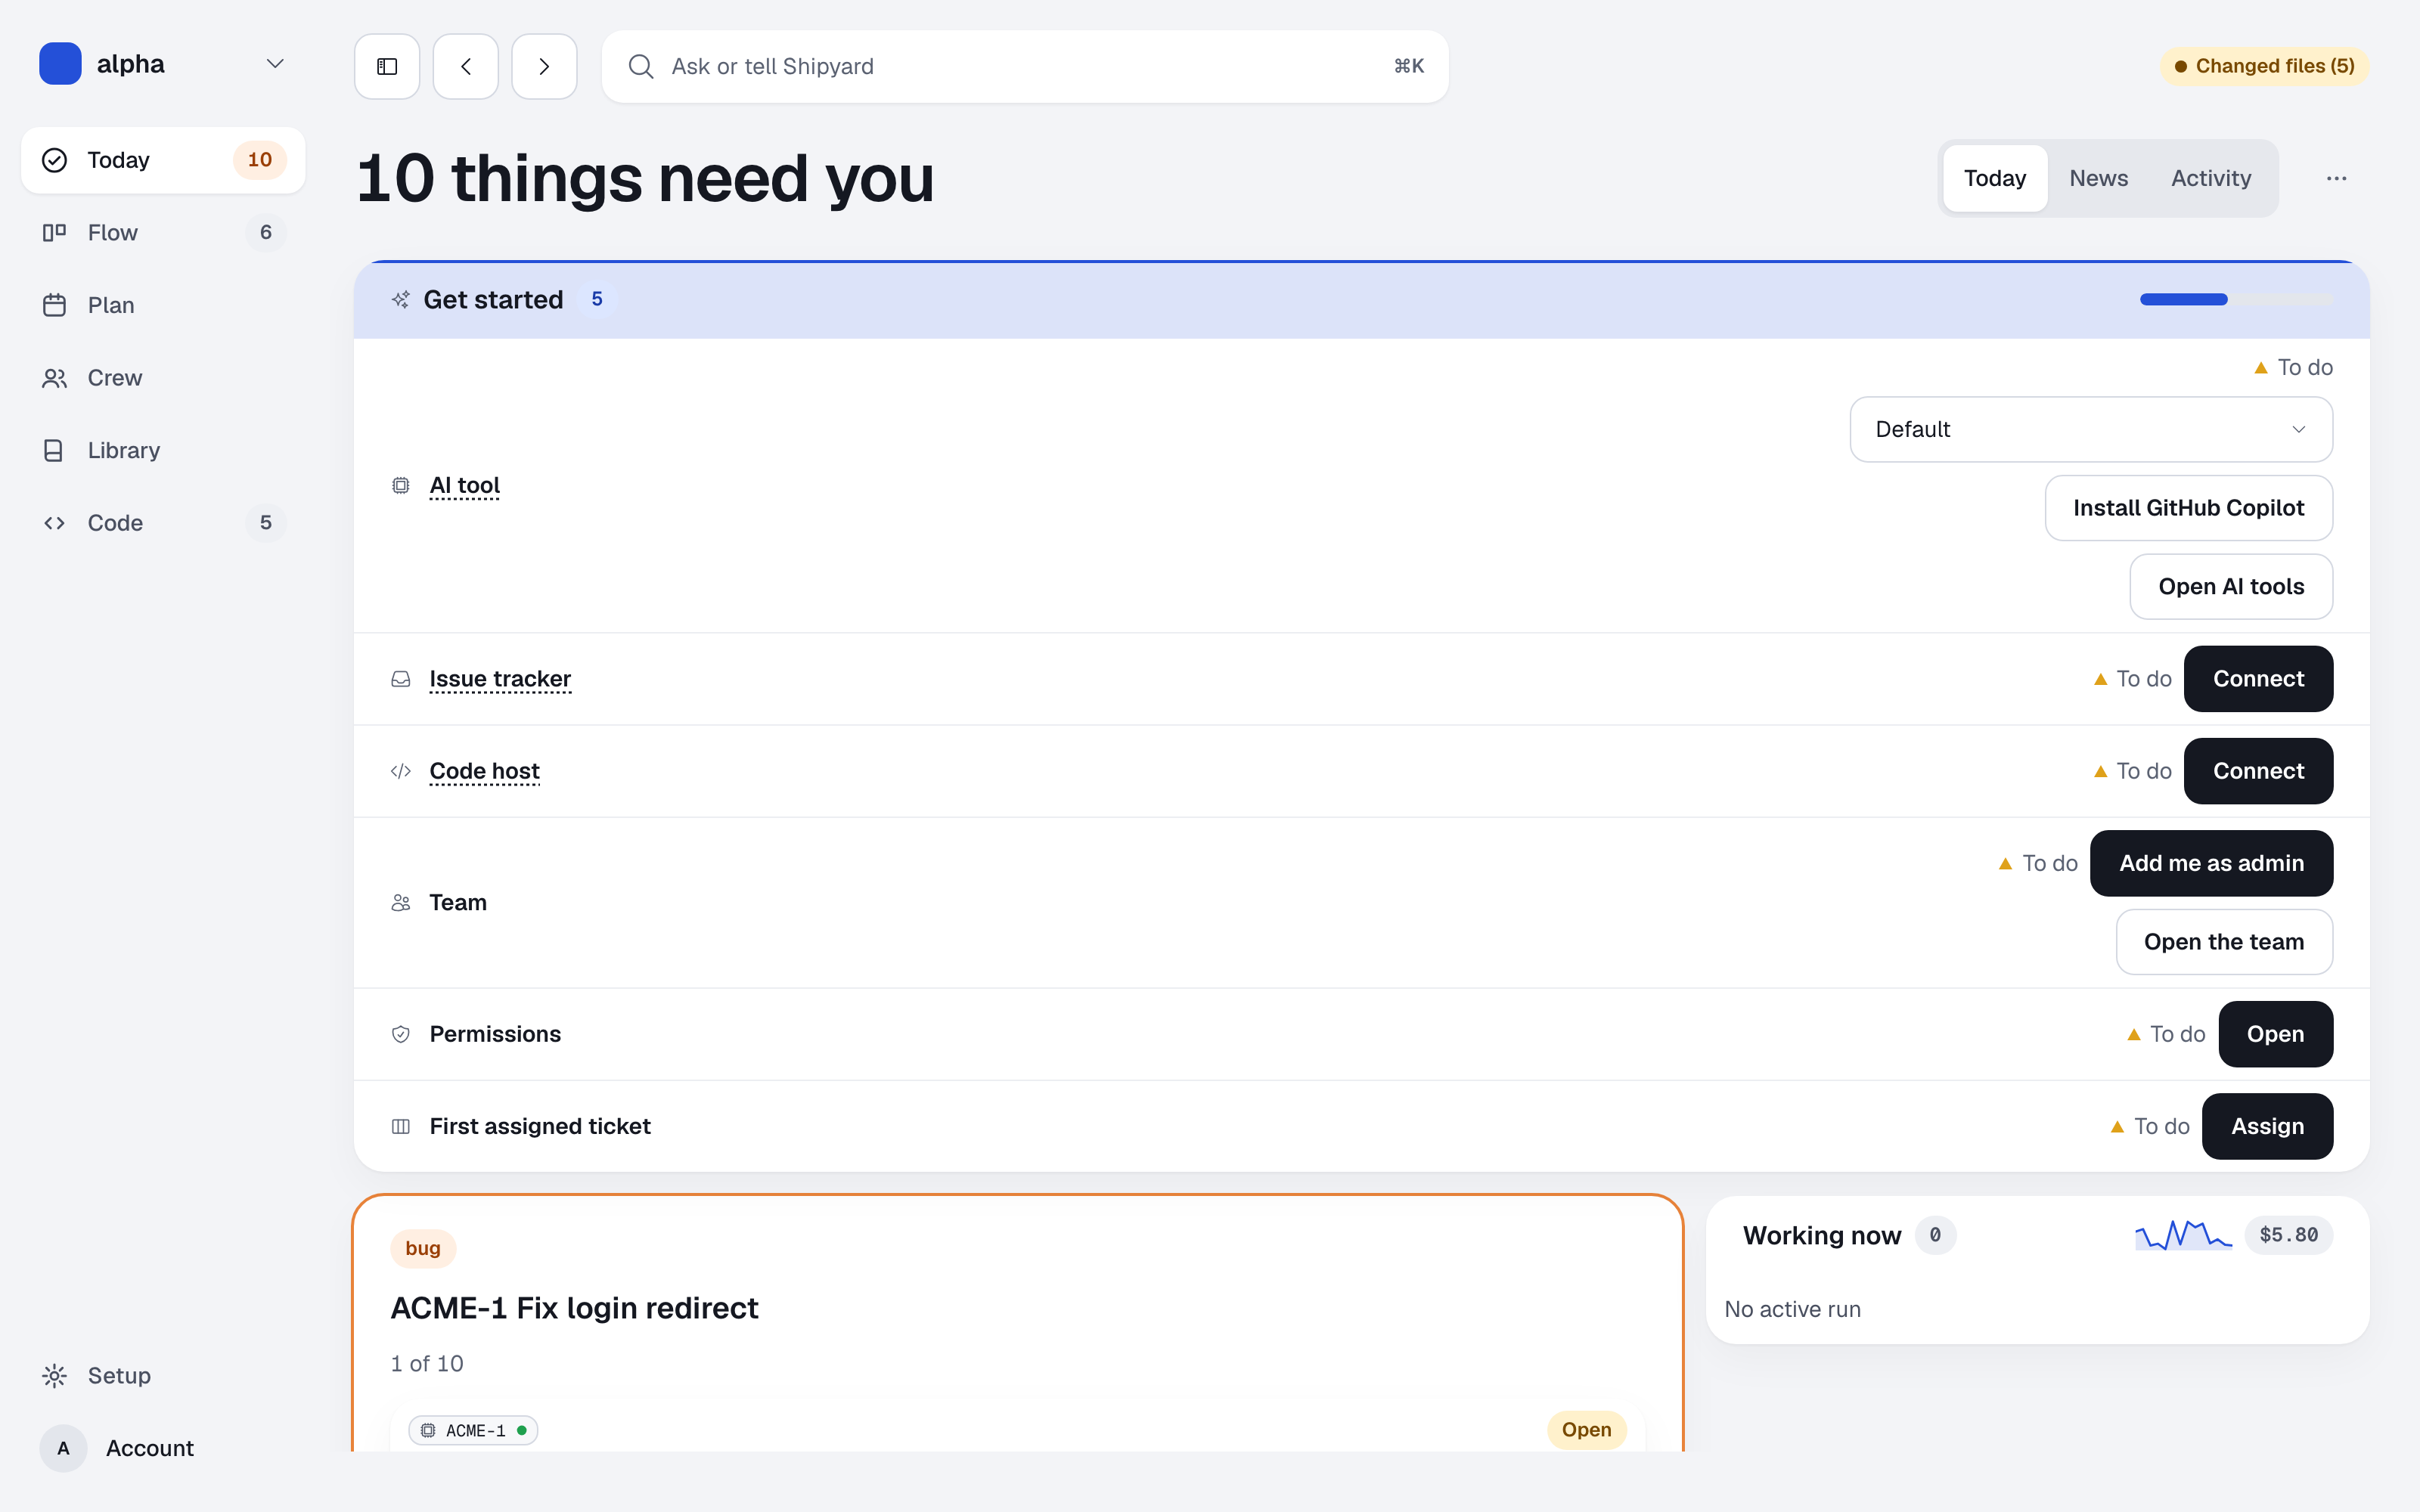 alpha
Ask or tell Shipyard
⌘K
Changed files (5)
Today
10
Flow
6
Plan
Crew
Library
Code
5
Setup
A
Account
10 things need you
Today
News
Activity
Get started
5
AI tool
To do
Default
Install GitHub Copilot
Open AI tools
Issue tracker
To do
Connect
Code host
To do
Connect
Team
To do
Add me as admin
Open the team
Permissions
To do
Open
First assigned ticket
To do
Assign
bug
ACME-1 Fix login redirect
1 of 10
ACME-1
Open
Working now
0
$5.80
No active run